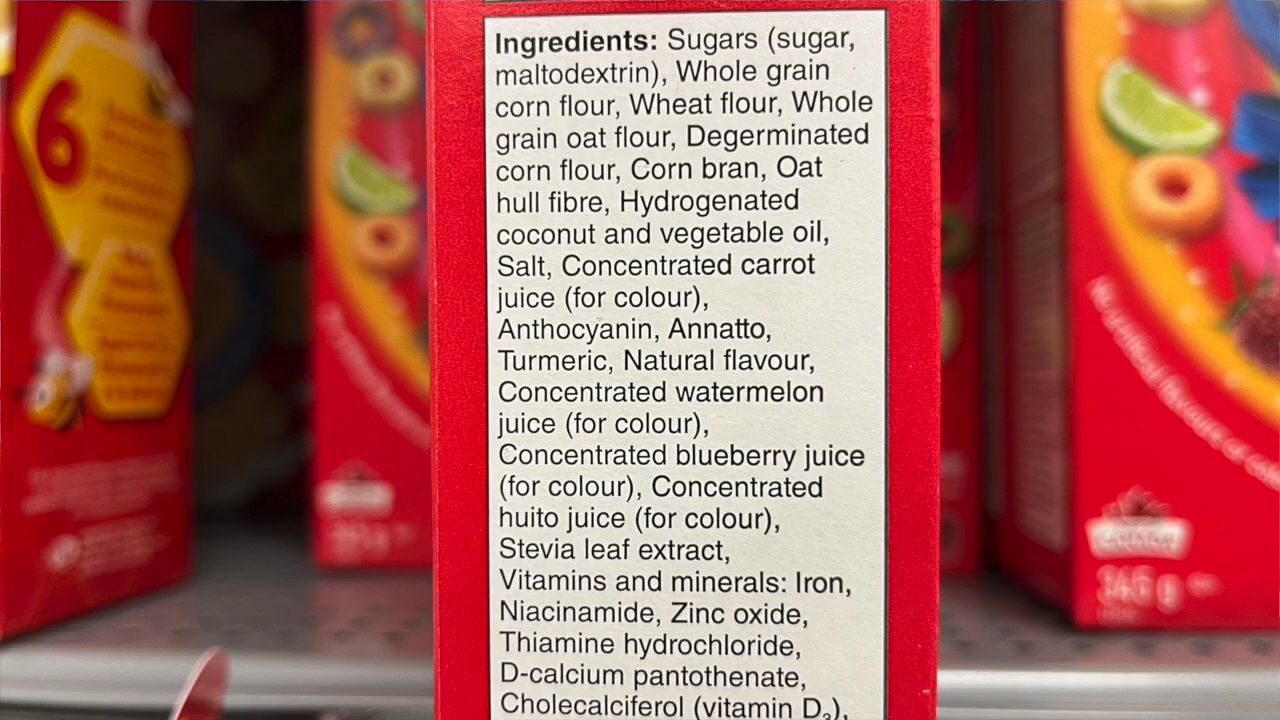 Ingredients: Sugars (sugar,
maltodextrin), Whole grain
corn flour, Wheat flour, Whole
grain oat flour, Degerminated
corn flour, Corn bran, Oat
hull fibre, Hydrogenated
coconut and vegetable oil,
Salt, Concentrated carrot
juice (for colour),
Anthocyanin, Annatto,
Turmeric, Natural flavour,
Concentrated watermelon
juice (for colour),
Concentrated blueberry juice
(for colour), Concentrated
huito juice (for colour),
Stevia leaf extract,
Vitamins and minerals: Iron,
Niacinamide, Zinc oxide,
Thiamine hydrochloride,
D-calcium pantothenate,
Cholecalciferol (vitamin D₃),
6
345 g